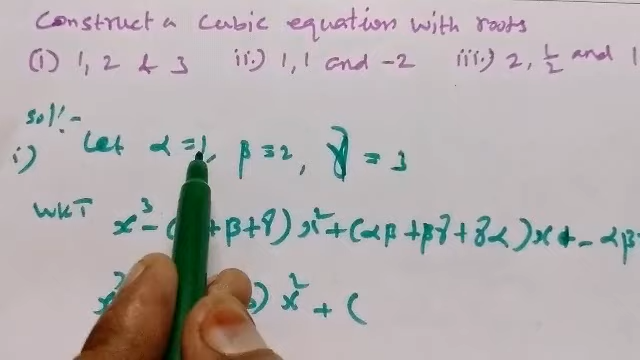 Construct a Cubic equation with roots
(i) 1, 2 & 3 ii.) 1, 1 and -2 iii.) 2, 1/2 and 1
Sol:-
i) Let α = 1, β = 2, γ = 3
WKT x³ - ( + β + γ) x² + (αβ + βγ + γα) x - αβ
) x² + (